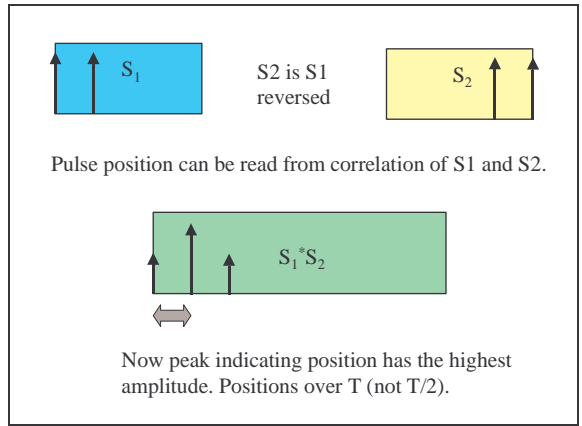 S1
S2 is S1
reversed
S2
Pulse position can be read from correlation of S1 and S2.
S1*S2
Now peak indicating position has the highest
amplitude. Positions over T (not T/2).